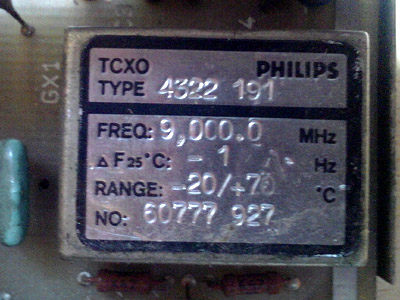 GX1
TCXO PHILIPS
TYPE 4322 191
FREQ: 9,000.0 MHz
Δ F25°C: - 1 Hz
RANGE: -20/+70 °C
NO: 60777 927